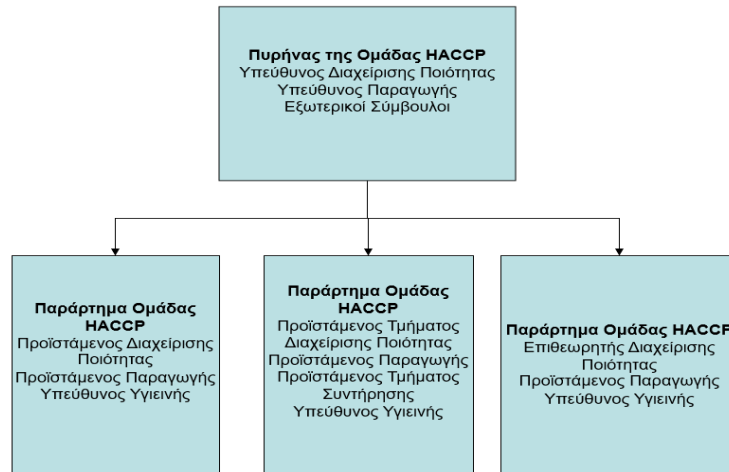 Πυρήνας της Ομάδας HACCP
Υπεύθυνος Διαχείρισης Ποιότητας
Υπεύθυνος Παραγωγής
Εξωτερικοί Σύμβουλοι
Παράρτημα Ομάδας
HACCP
Προϊστάμενος Διαχείρισης
Ποιότητας
Προϊστάμενος Παραγωγής
Υπεύθυνος Υγιεινής
Παράρτημα Ομάδας
HACCP
Προϊστάμενος Τμήματος
Διαχείρισης Ποιότητας
Προϊστάμενος Παραγωγής
Προϊστάμενος Τμήματος
Συντήρησης
Υπεύθυνος Υγιεινής
Παράρτημα Ομάδας HACCP
Επιθεωρητής Διαχείρισης
Ποιότητας
Προϊστάμενος Παραγωγής
Υπεύθυνος Υγιεινής